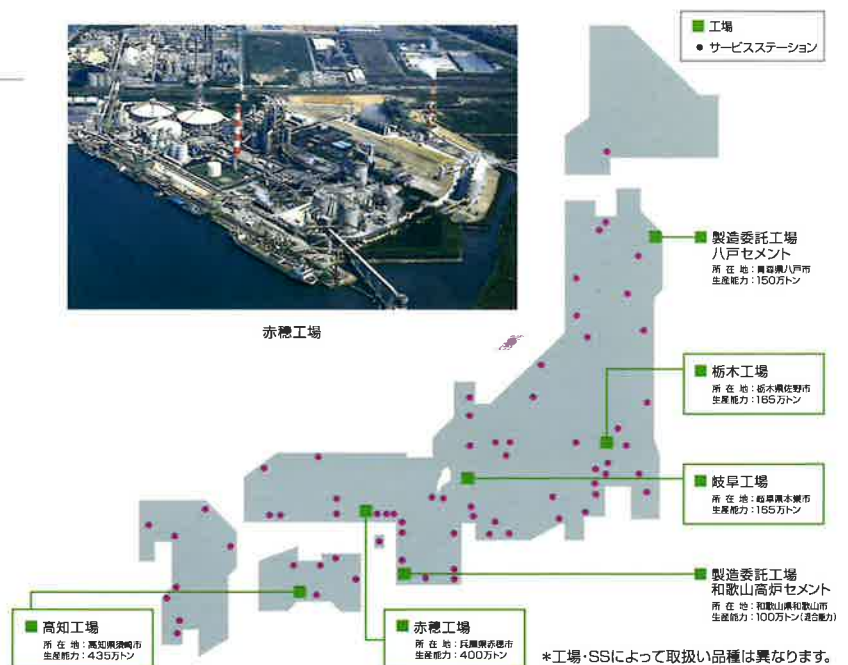 工場
サービスステーション
赤穂工場
製造委託工場
八戸セメント
所在地：青森県八戸市
生産能力：150万トン
栃木工場
所在地：栃木県佐野市
生産能力：165万トン
岐阜工場
所在地：岐阜県本巣市
生産能力：165万トン
製造委託工場
和歌山高炉セメント
所在地：和歌山県和歌山市
生産能力：100万トン(混合能力)
高知工場
所在地：高知県須崎市
生産能力：435万トン
赤穂工場
所在地：兵庫県赤穂市
生産能力：400万トン
*工場・SSによって取扱い品種は異なります。